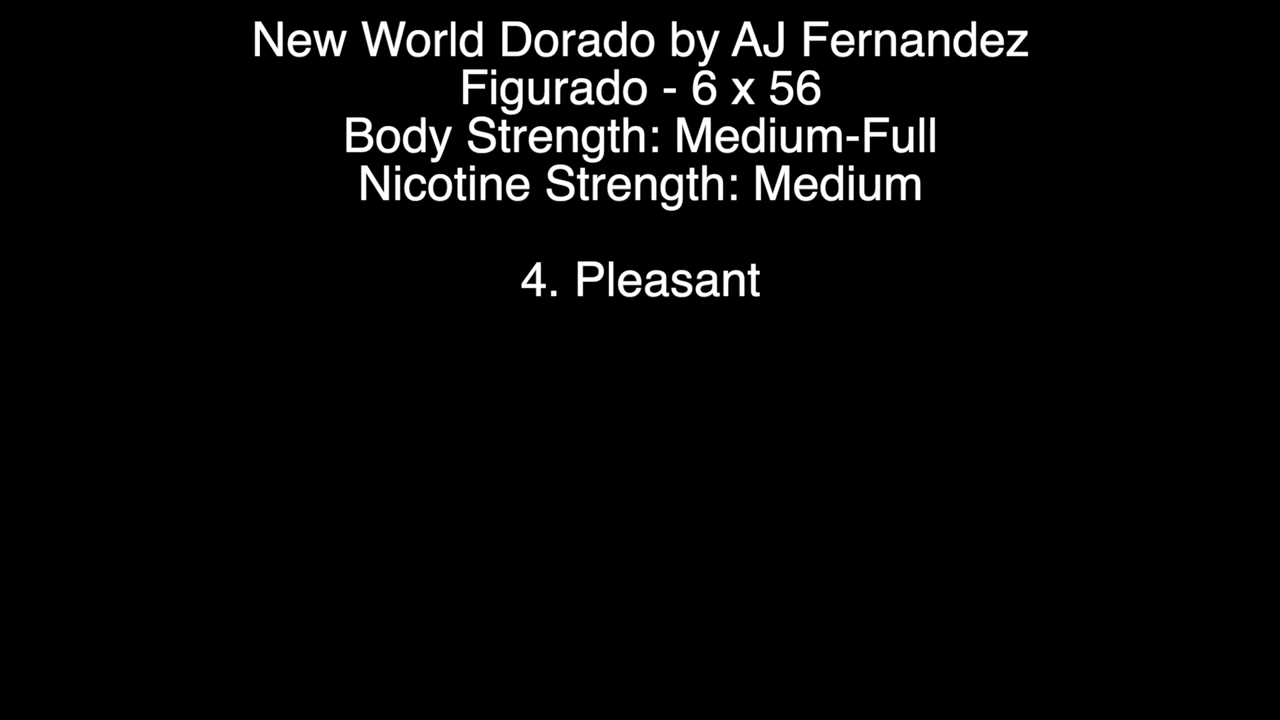 New World Dorado by AJ Fernandez
Figurado - 6 x 56
Body Strength: Medium-Full
Nicotine Strength: Medium
4. Pleasant